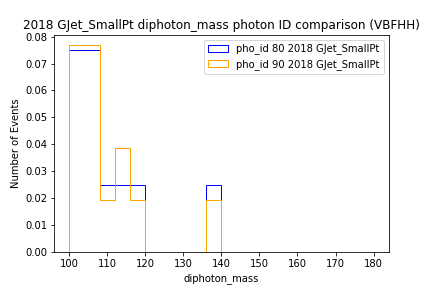 2018 GJet_SmallPt diphoton_mass photon ID comparison (VBFHH)
pho_id 80 2018 GJet_SmallPt
pho_id 90 2018 GJet_SmallPt
Number of Events
0.08
0.07
0.06
0.05
0.04
0.03
0.02
0.01
0.00
100 110 120 130 140 150 160 170 180
diphoton_mass